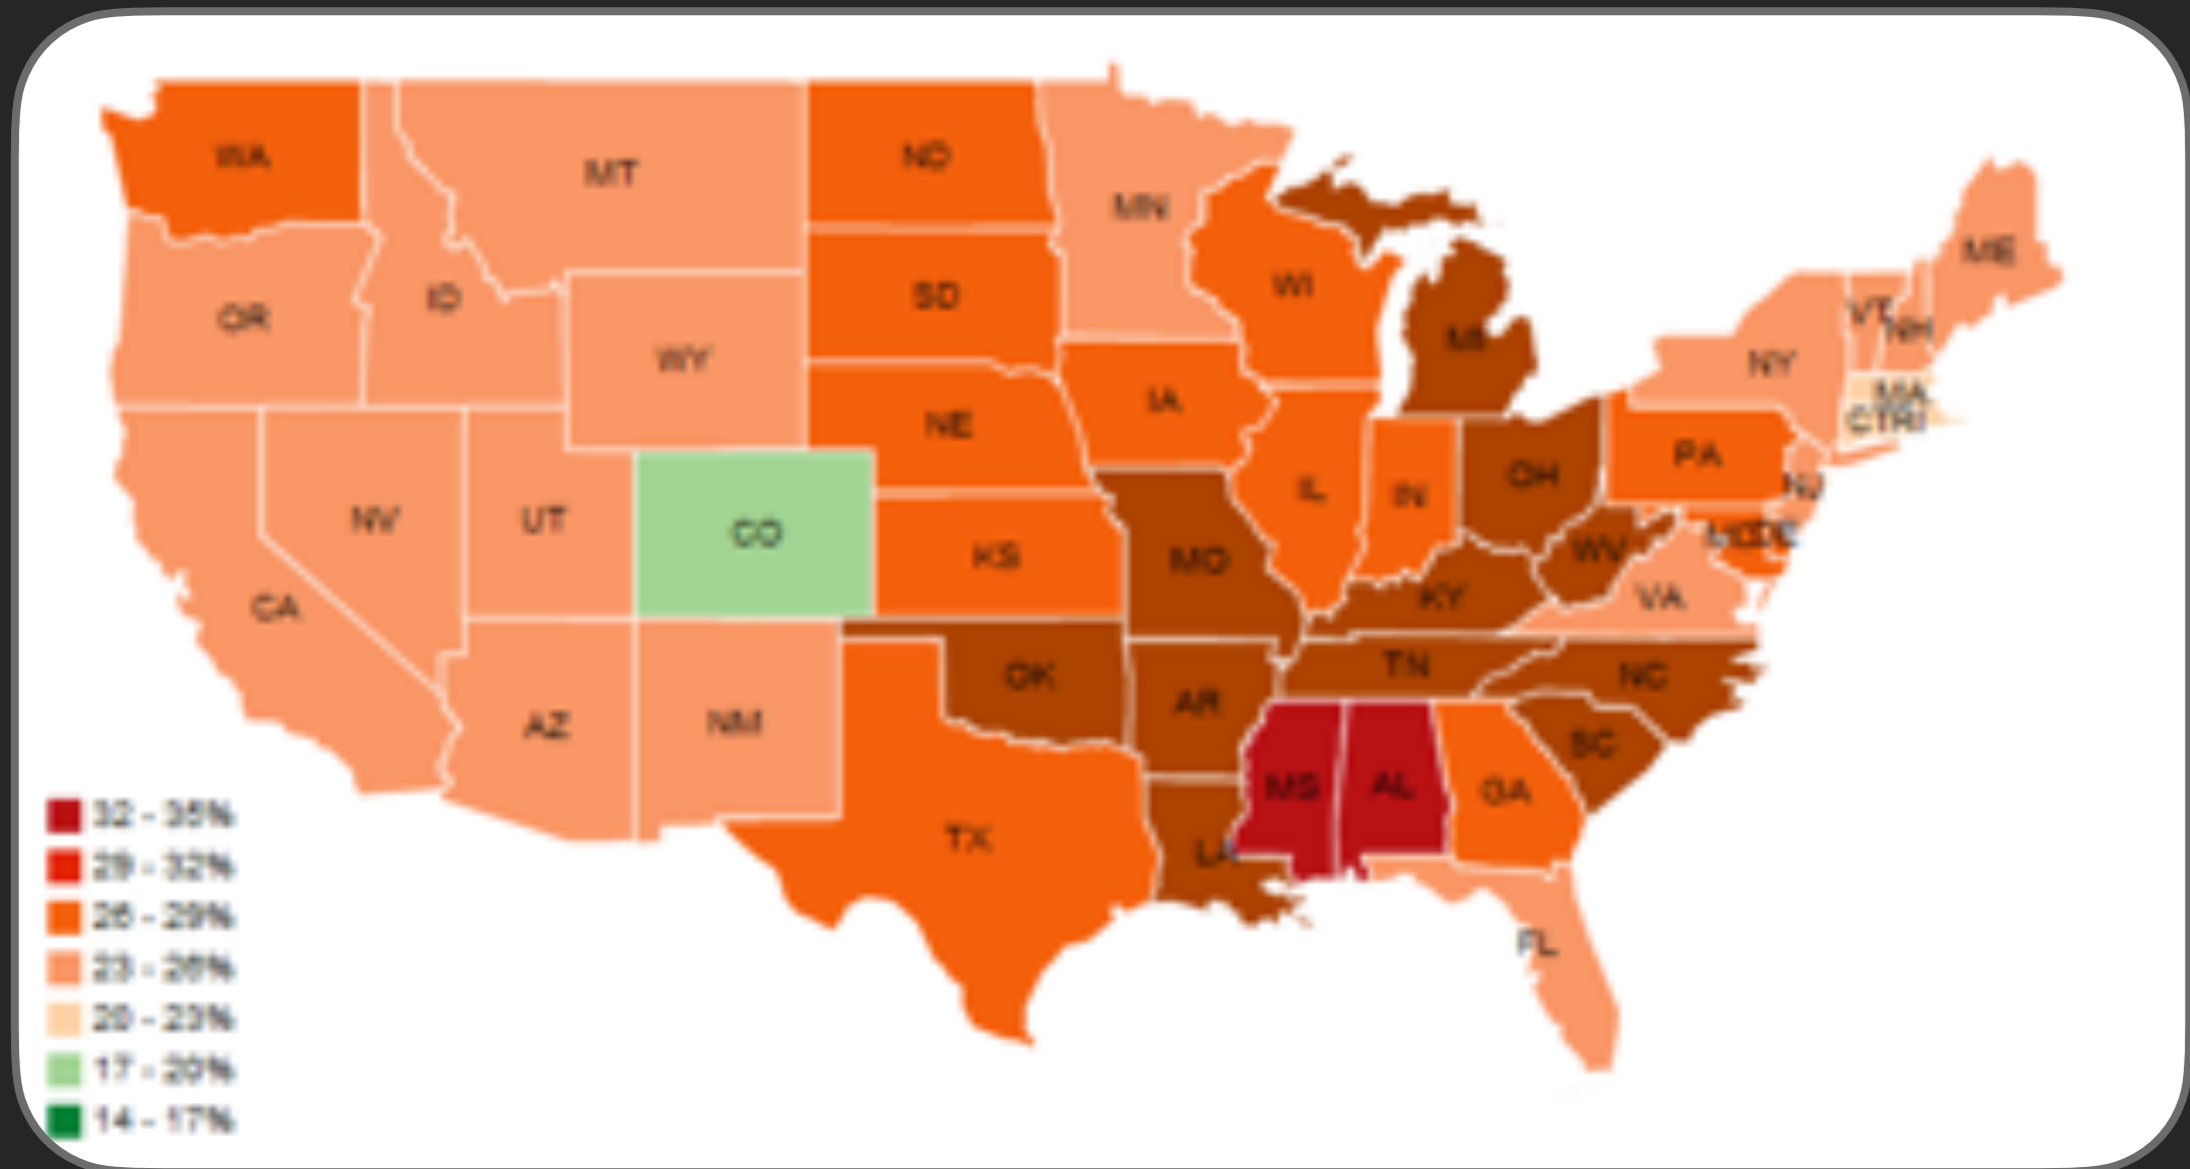 WA
MT
ND
MN
ME
OR
ID
SD
WI
VT
NH
WY
MI
NY
NE
IA
MA
CT RI
NV
UT
CO
KS
IL
IN
OH
PA
NJ
MO
WV
MD DE
CA
KY
VA
AZ
NM
OK
AR
TN
NC
SC
MS
AL
GA
TX
LA
FL
32 - 35%
29 - 32%
26 - 29%
23 - 26%
20 - 23%
17 - 20%
14 - 17%